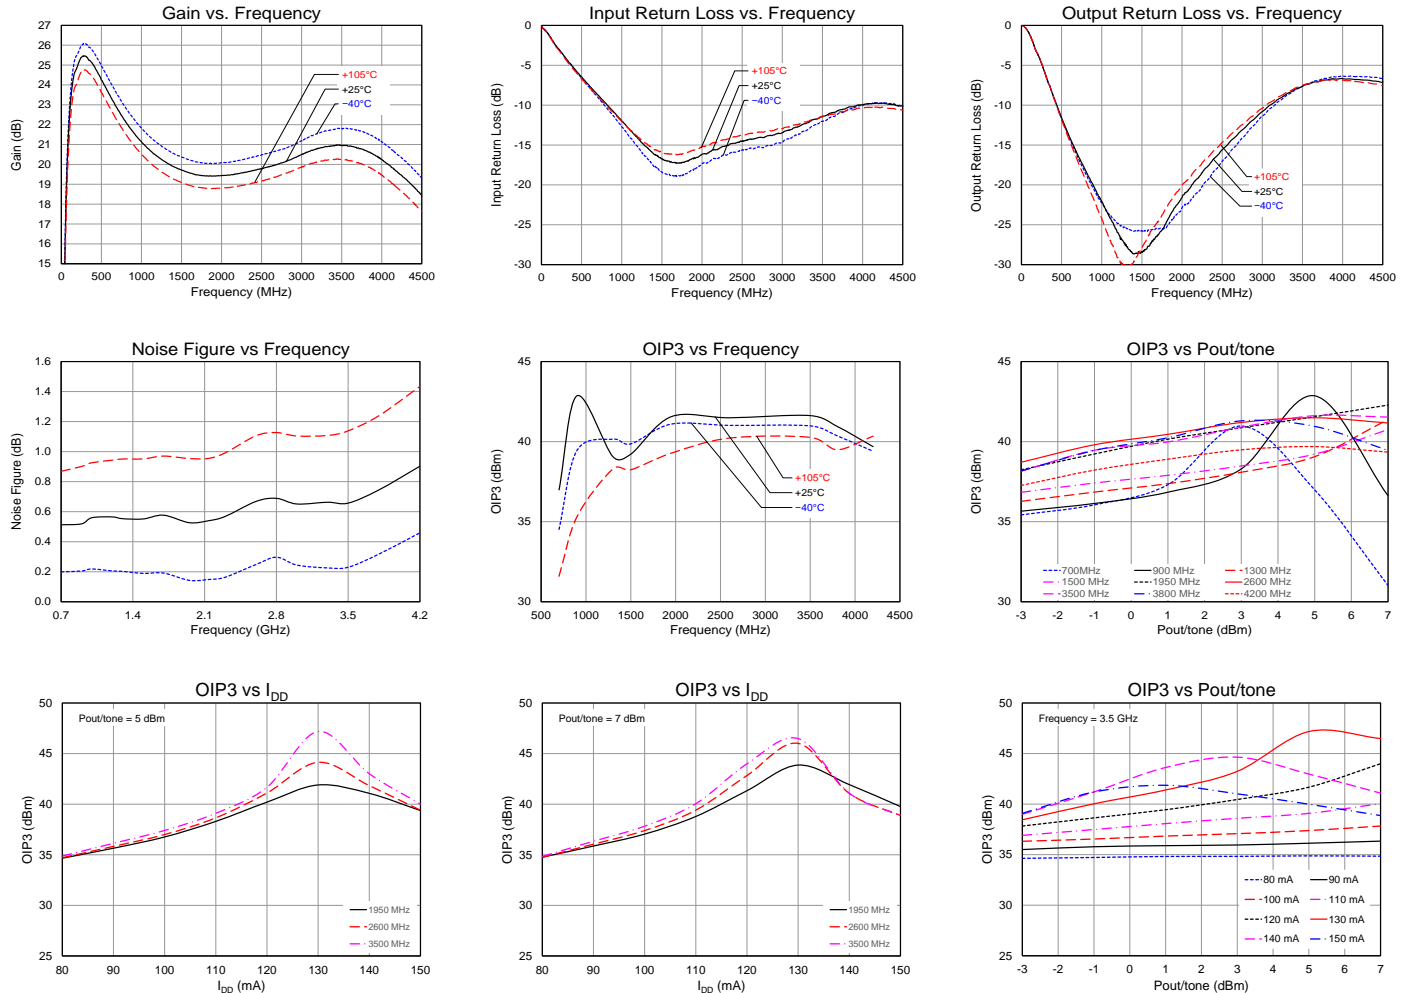 Gain vs. Frequency
27
26
25
24
23
22
21
20
19
18
17
16
15
Gain (dB)
+105°C
+25°C
−40°C
0 500 1000 1500 2000 2500 3000 3500 4000 4500
Frequency (MHz)
Input Return Loss vs. Frequency
0
-5
-10
-15
-20
-25
-30
Input Return Loss (dB)
+105°C
+25°C
−40°C
0 500 1000 1500 2000 2500 3000 3500 4000 4500
Frequency (MHz)
Output Return Loss vs. Frequency
0
-5
-10
-15
-20
-25
-30
Output Return Loss (dB)
+105°C
+25°C
−40°C
0 500 1000 1500 2000 2500 3000 3500 4000 4500
Frequency (MHz)
Noise Figure vs Frequency
1.6
1.4
1.2
1.0
0.8
0.6
0.4
0.2
0.0
Noise Figure (dB)
0.7 1.4 2.1 2.8 3.5 4.2
Frequency (GHz)
OIP3 vs Frequency
45
40
35
30
OIP3 (dBm)
+105°C
+25°C
−40°C
500 1000 1500 2000 2500 3000 3500 4000 4500
Frequency (MHz)
OIP3 vs Pout/tone
45
40
35
30
OIP3 (dBm)
700MHz 900 MHz 1300 MHz
1500 MHz 1950 MHz 2600 MHz
3500 MHz 3800 MHz 4200 MHz
-3 -1 0 1 2 3 4 5 6 7
Pout/tone (dBm)
OIP3 vs IDD
50
45
40
35
30
25
OIP3 (dBm)
Pout/tone = 5 dBm
1950 MHz
2600 MHz
3500 MHz
80 90 100 110 120 130 140 150
IDD (mA)
OIP3 vs IDD
50
45
40
35
30
25
OIP3 (dBm)
Pout/tone = 7 dBm
1950 MHz
2600 MHz
3500 MHz
80 90 100 110 120 130 140 150
IDD (mA)
OIP3 vs Pout/tone
50
45
40
35
30
25
OIP3 (dBm)
Frequency = 3.5 GHz
80 mA 90 mA
100 mA 110 mA
120 mA 130 mA
140 mA 150 mA
-3 -1 0 1 2 3 4 5 6 7
Pout/tone (dBm)